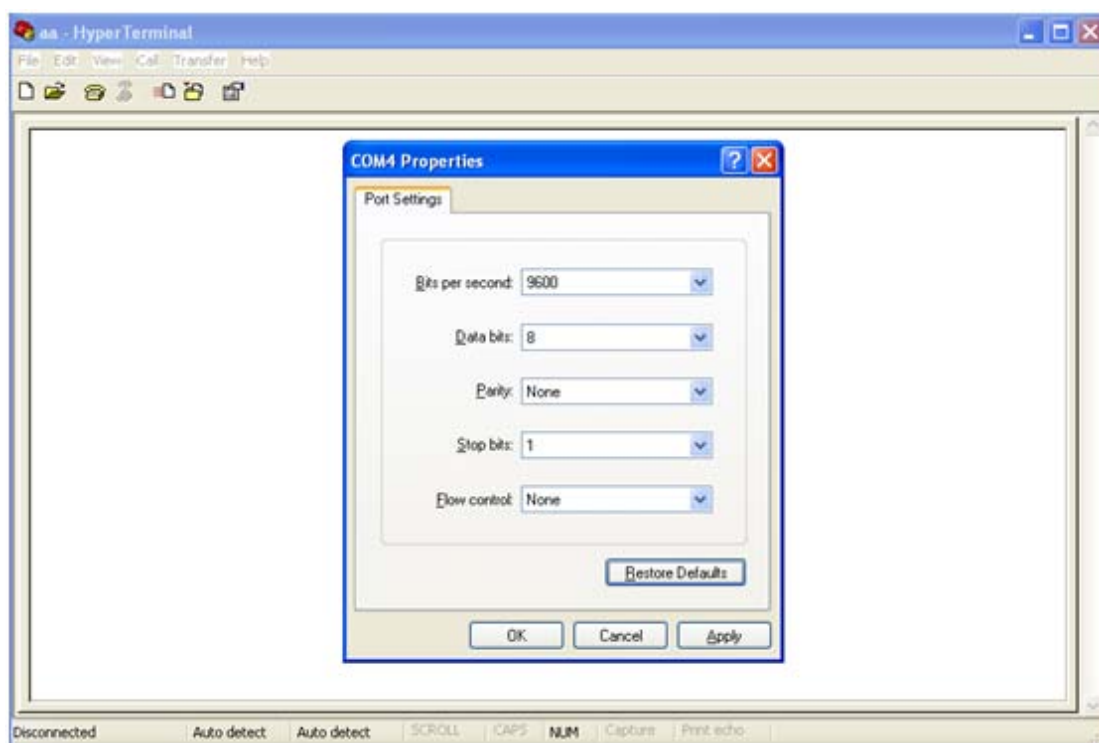 aa - HyperTerminal
File Edit View Call Transfer Help
COM4 Properties
Port Settings
Bits per second: 9600
Data bits: 8
Parity: None
Stop bits: 1
Flow control: None
Restore Defaults
OK Cancel Apply
Disconnected Auto detect Auto detect SCROLL CAPS NUM Capture Print echo